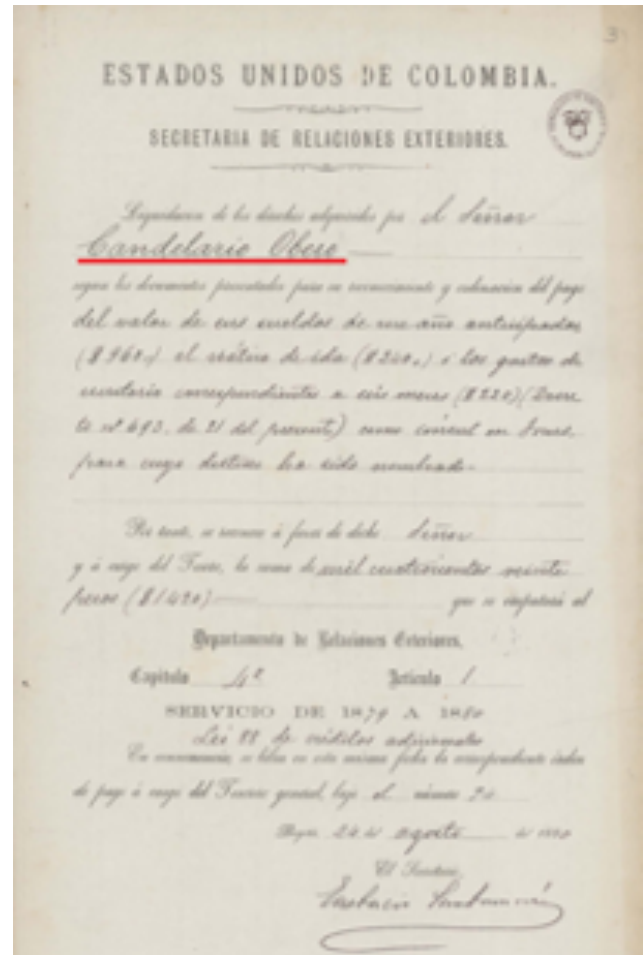 3
ESTADOS UNIDOS DE COLOMBIA.
SECRETARIA DE RELACIONES EXTERIORES.
Liquidacion de los derechos adquiridos por el Señor
Candelario Obeso
segun los documentos presentados para su reconocimiento y ordenacion del pago
del valor de sus sueldos de un año anticipados
($960,) el viático de ida ($240,) i los gastos de
escritorio correspondientes a seis meses ($220) (Decre
to nº 493, de 21 del presente) como consul en Tours,
para cuyo destino ha sido nombrado.
Por tanto, se reconoce á favor de dicho Señor
y á cargo del Tesoro, la suma de mil cuatrocientos veinte
pesos ($1420) que se imputará al
Departamento de Relaciones Exteriores,
Capítulo 4º Artículo 1
SERVICIO DE 1879 A 1880
Lei 88 de créditos adicionales
En consecuencia, se libra en esta misma fecha la correspondiente órden
de pago á cargo del Tesorero general, bajo el número 20
Bogotá 24 de agosto de 1880
El Secretario,